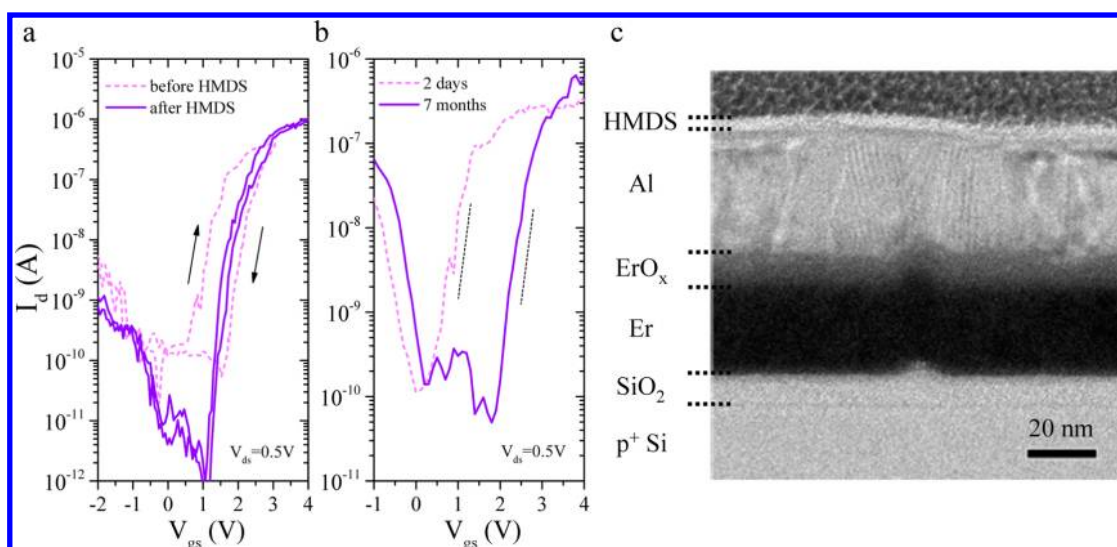 a
10^-5
10^-6
10^-7
10^-8
10^-9
10^-10
10^-11
10^-12
I_d (A)
before HMDS
after HMDS
V_ds=0.5V
-2 -1 0 1 2 3 4
V_gs (V)
b
10^-6
10^-7
10^-8
10^-9
10^-10
10^-11
2 days
7 months
V_ds=0.5V
-1 0 1 2 3 4
V_gs (V)
c
HMDS
Al
ErO_x
Er
SiO_2
p^+ Si
20 nm